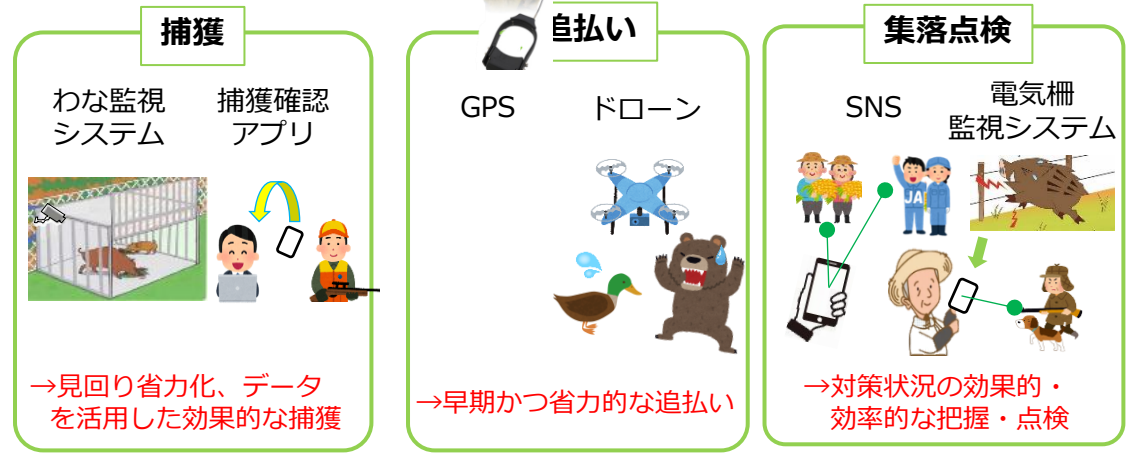 捕獲
わな監視
システム
捕獲確認
アプリ
→見回り省力化、データ
を活用した効果的な捕獲
追払い
GPS
ドローン
→早期かつ省力的な追払い
集落点検
SNS
電気柵
監視システム
JA
→対策状況の効果的・
効率的な把握・点検